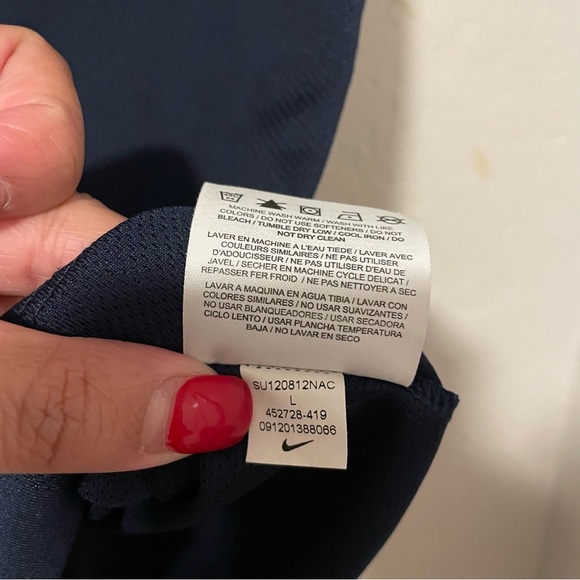 MACHINE WASH WARM / WASH WITH LIKE
COLORS / DO NOT USE SOFTENERS / DO NOT
BLEACH / TUMBLE DRY LOW / COOL IRON / DO
NOT DRY CLEAN
LAVER EN MACHINE A L'EAU TIEDE / LAVER AVEC
COULEURS SIMILAIRES / NE PAS UTILISER
D'ADOUCISSEUR / NE PAS UTILISER D'EAU DE
JAVEL / SECHER EN MACHINE CYCLE DELICAT /
REPASSER FER FROID / NE PAS NETTOYER A SEC
LAVAR A MAQUINA EN AGUA TIBIA / LAVAR CON
COLORES SIMILARES / NO USAR SUAVIZANTES /
NO USAR BLANQUEADORES / USAR SECADORA
CICLO LENTO / USAR PLANCHA TEMPERATURA
BAJA / NO LAVAR EN SECO
SU120812NAC
L
452728-419
091201388066